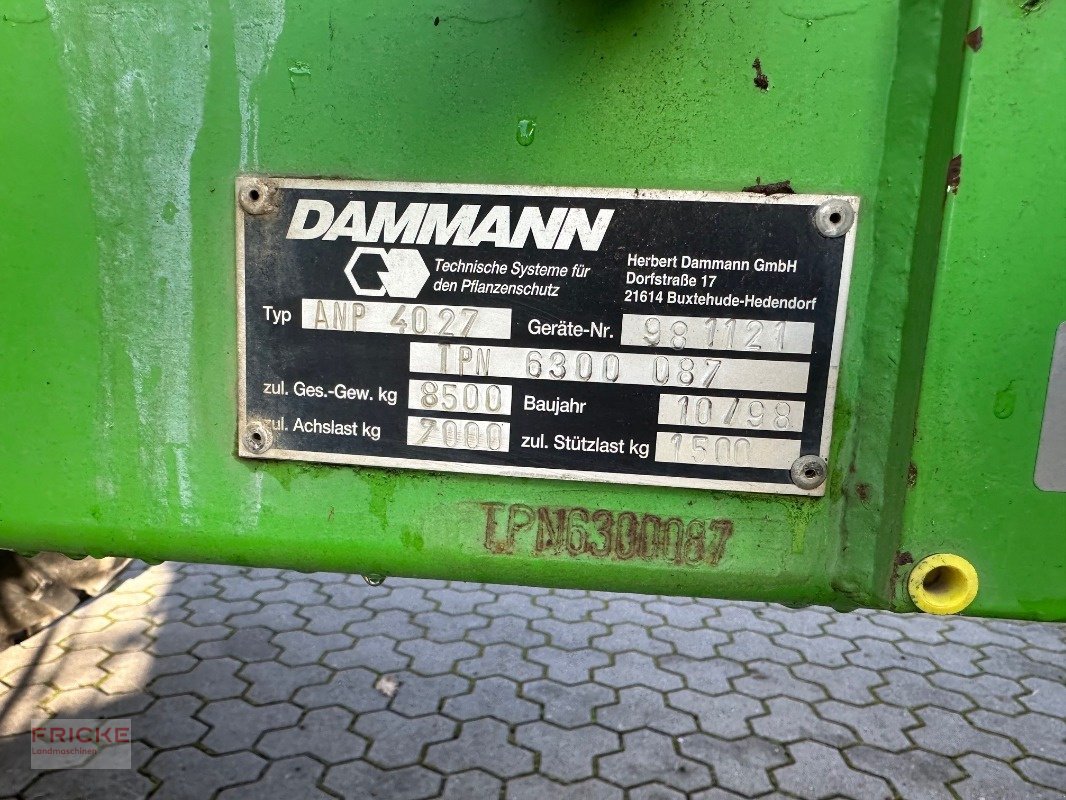 DAMMANN
Technische Systeme für
den Pflanzenschutz
Herbert Dammann GmbH
Dorfstraße 17
21614 Buxtehude-Hedendorf
Typ ANP 4027 Geräte-Nr. 981121
TPN 6300 087
zul. Ges.-Gew. kg 8500 Baujahr 10/98
zul. Achslast kg 7000 zul. Stützlast kg 1500
TPN6300087
FRICKE
Landmaschinen